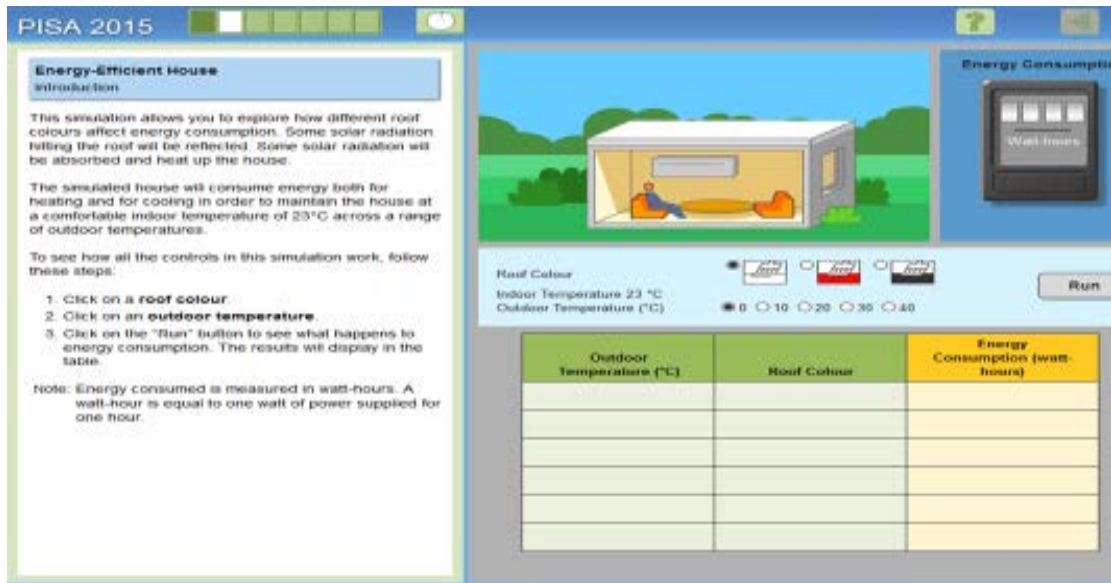 PISA 2015
?
Energy-Efficient House
Introduction
This simulation allows you to explore how different roof
colours affect energy consumption. Some solar radiation
hitting the roof will be reflected. Some solar radiation will
be absorbed and heat up the house.
The simulated house will consume energy both for
heating and for cooling in order to maintain the house at
a comfortable indoor temperature of 23°C across a range
of outdoor temperatures.
To see how all the controls in this simulation work, follow
these steps:
1. Click on a roof colour.
2. Click on an outdoor temperature.
3. Click on the "Run" button to see what happens to
energy consumption. The results will display in the
table.
Note: Energy consumed is measured in watt-hours. A
watt-hour is equal to one watt of power supplied for
one hour.
Energy Consumpti
Watt-hours
Roof Colour
Indoor Temperature 23 °C
Outdoor Temperature (°C) 0 10 20 30 40
Run
Outdoor
Temperature (°C)
Roof Colour
Energy
Consumption (watt-
hours)